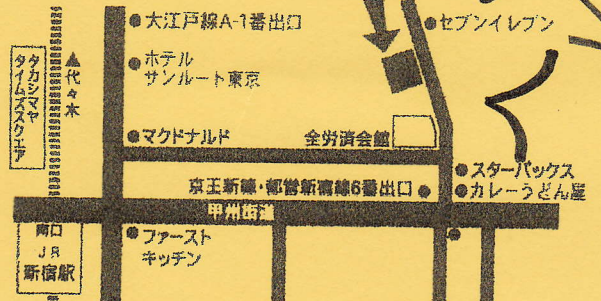 大江戸線A-1番出口
セブンイレブン
ホテル
サンルート東京
▲代々木
タカシマヤ
タイムズスクエア
マクドナルド
全労済会館
スターバックス
京王新線・都営新宿線6番出口
カレーうどん屋
甲州街道
南口
JR
新宿駅
ファースト
キッチン